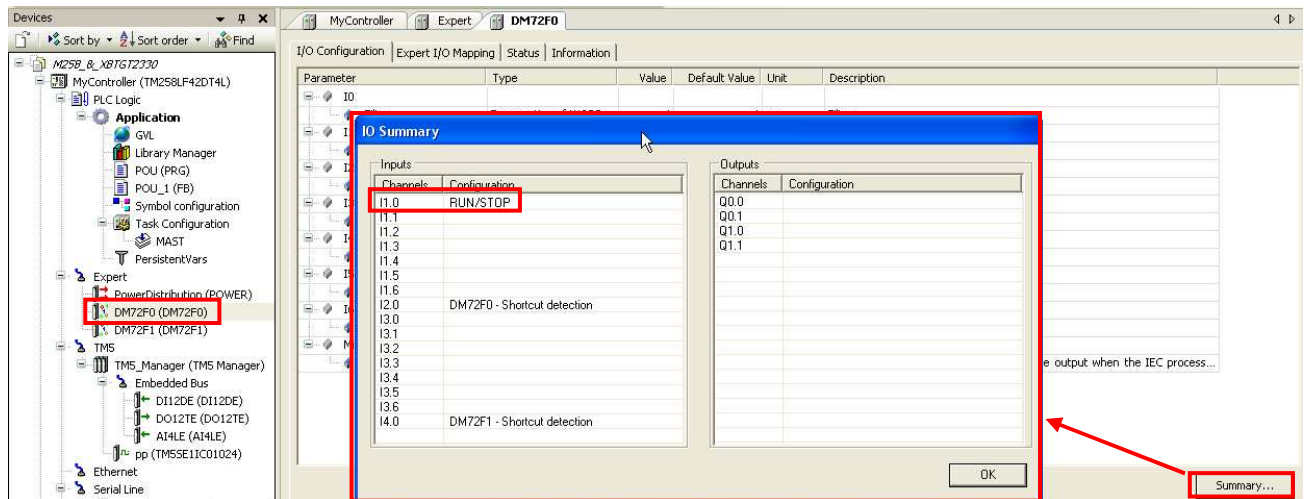 Devices
MyController Expert DM72F0
Sort by Sort order Find
I/O Configuration Expert I/O Mapping Status Information
M258_&_XBTGT2330
MyController (TM258LF42DT4L)
PLC Logic
Application
GVL
Library Manager
POU (PRG)
POU_1 (FB)
Symbol configuration
Task Configuration
MAST
PersistentVars
Expert
PowerDistribution (POWER)
DM72F0 (DM72F0)
DM72F1 (DM72F1)
TM5
TM5_Manager (TM5 Manager)
Embedded Bus
DI12DE (DI12DE)
DO12TE (DO12TE)
AI4LE (AI4LE)
pp (TM5SE1IC01024)
Ethernet
Serial Line
Parameter Type Value Default Value Unit Description
I0
IO Summary
Inputs
Channels Configuration
I1.0 RUN/STOP
I1.1
I1.2
I1.3
I1.4
I1.5
I1.6
I2.0 DM72F0 - Shortcut detection
I3.0
I3.1
I3.2
I3.3
I3.4
I3.5
I3.6
I4.0 DM72F1 - Shortcut detection
Outputs
Channels Configuration
Q0.0
Q0.1
Q1.0
Q1.1
OK
e output when the IEC process...
Summary...